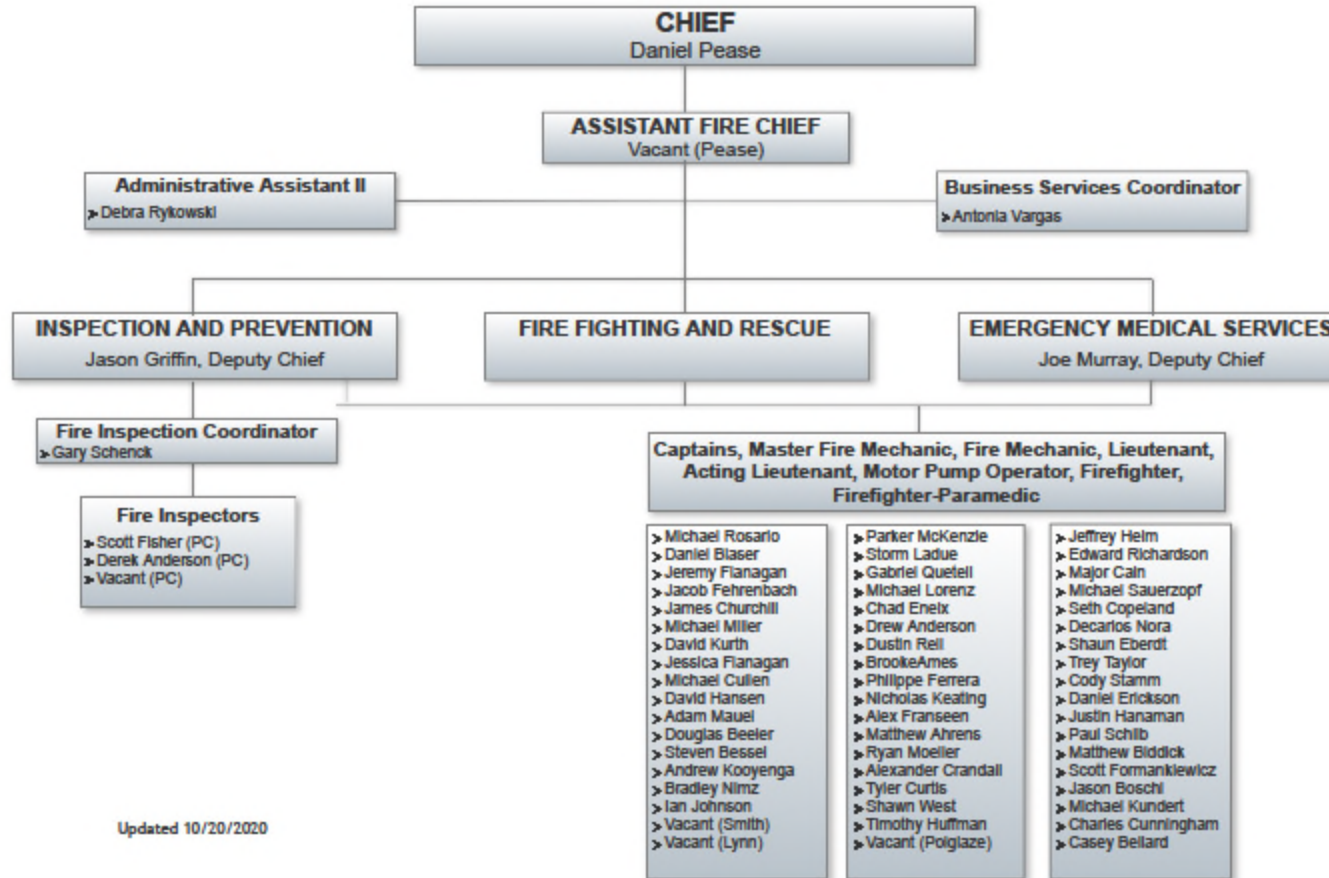 CHIEF
Daniel Pease
ASSISTANT FIRE CHIEF
Vacant (Pease)
Administrative Assistant II
Debra Rykowski
Business Services Coordinator
Antonia Vargas
INSPECTION AND PREVENTION
Jason Griffin, Deputy Chief
FIRE FIGHTING AND RESCUE
EMERGENCY MEDICAL SERVICES
Joe Murray, Deputy Chief
Fire Inspection Coordinator
Gary Schenck
Fire Inspectors
Scott Fisher (PC)
Derek Anderson (PC)
Vacant (PC)
Captains, Master Fire Mechanic, Fire Mechanic, Lieutenant,
Acting Lieutenant, Motor Pump Operator, Firefighter,
Firefighter-Paramedic
Michael Rosario
Daniel Blaser
Jeremy Flanagan
Jacob Fehrenbach
James Churchill
Michael Miller
David Kurth
Jessica Flanagan
Michael Cullen
David Hansen
Adam Mauel
Douglas Beeler
Steven Bessel
Andrew Kooyenga
Bradley Nimz
Ian Johnson
Vacant (Smith)
Vacant (Lynn)
Parker McKenzie
Storm Ladue
Gabriel Quetell
Michael Lorenz
Chad Eneix
Drew Anderson
Dustin Rell
BrookeAmes
Philippe Ferrera
Nicholas Keating
Alex Franseen
Matthew Ahrens
Ryan Moeller
Alexander Crandall
Tyler Curtis
Shawn West
Timothy Huffman
Vacant (Polglaze)
Jeffrey Heim
Edward Richardson
Major Cain
Michael Sauerzopf
Seth Copeland
Decarlos Nora
Shaun Eberdt
Trey Taylor
Cody Stamm
Daniel Erickson
Justin Hanaman
Paul Schlib
Matthew Biddick
Scott Formankiewicz
Jason Boschi
Michael Kundert
Charles Cunningham
Casey Bellard
Updated 10/20/2020